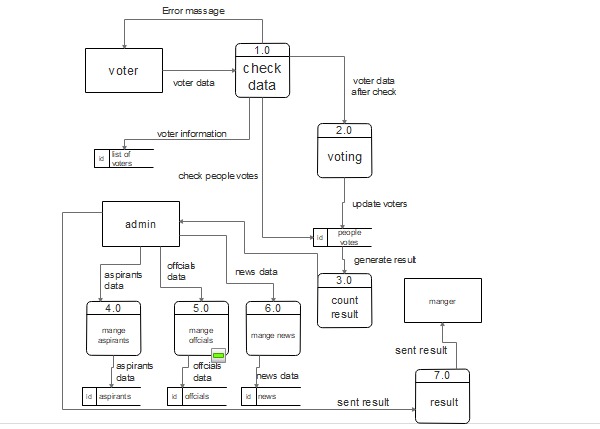 Error massage
1.0
voter
check
data
voter data
voter data
after check
2.0
voting
voter information
id
list of
voters
check people votes
update voters
admin
id
people
votes
generate result
aspirants
data
offcials
data
news data
3.0
count
result
manger
4.0
mange
aspirants
5.0
mange
offcials
6.0
mange news
sent result
aspirants
data
offcials
data
news data
7.0
result
id
aspirants
id
offcials
id
news
sent result